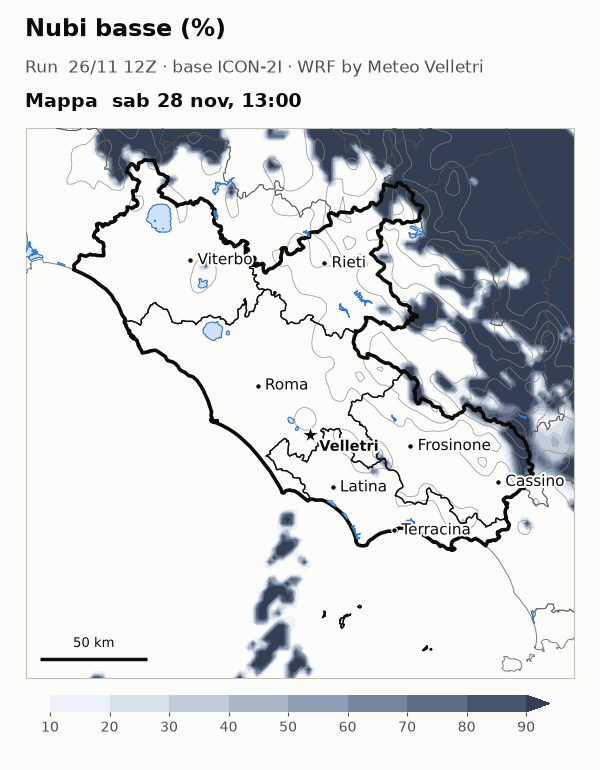 Nubi basse (%)
Run  26/11 12Z · base ICON-2I · WRF by Meteo Velletri
Mappa  sab 28 nov, 13:00
Viterbo
Rieti
Roma
Velletri
Frosinone
Latina
Cassino
Terracina
50 km
10 20 30 40 50 60 70 80 90